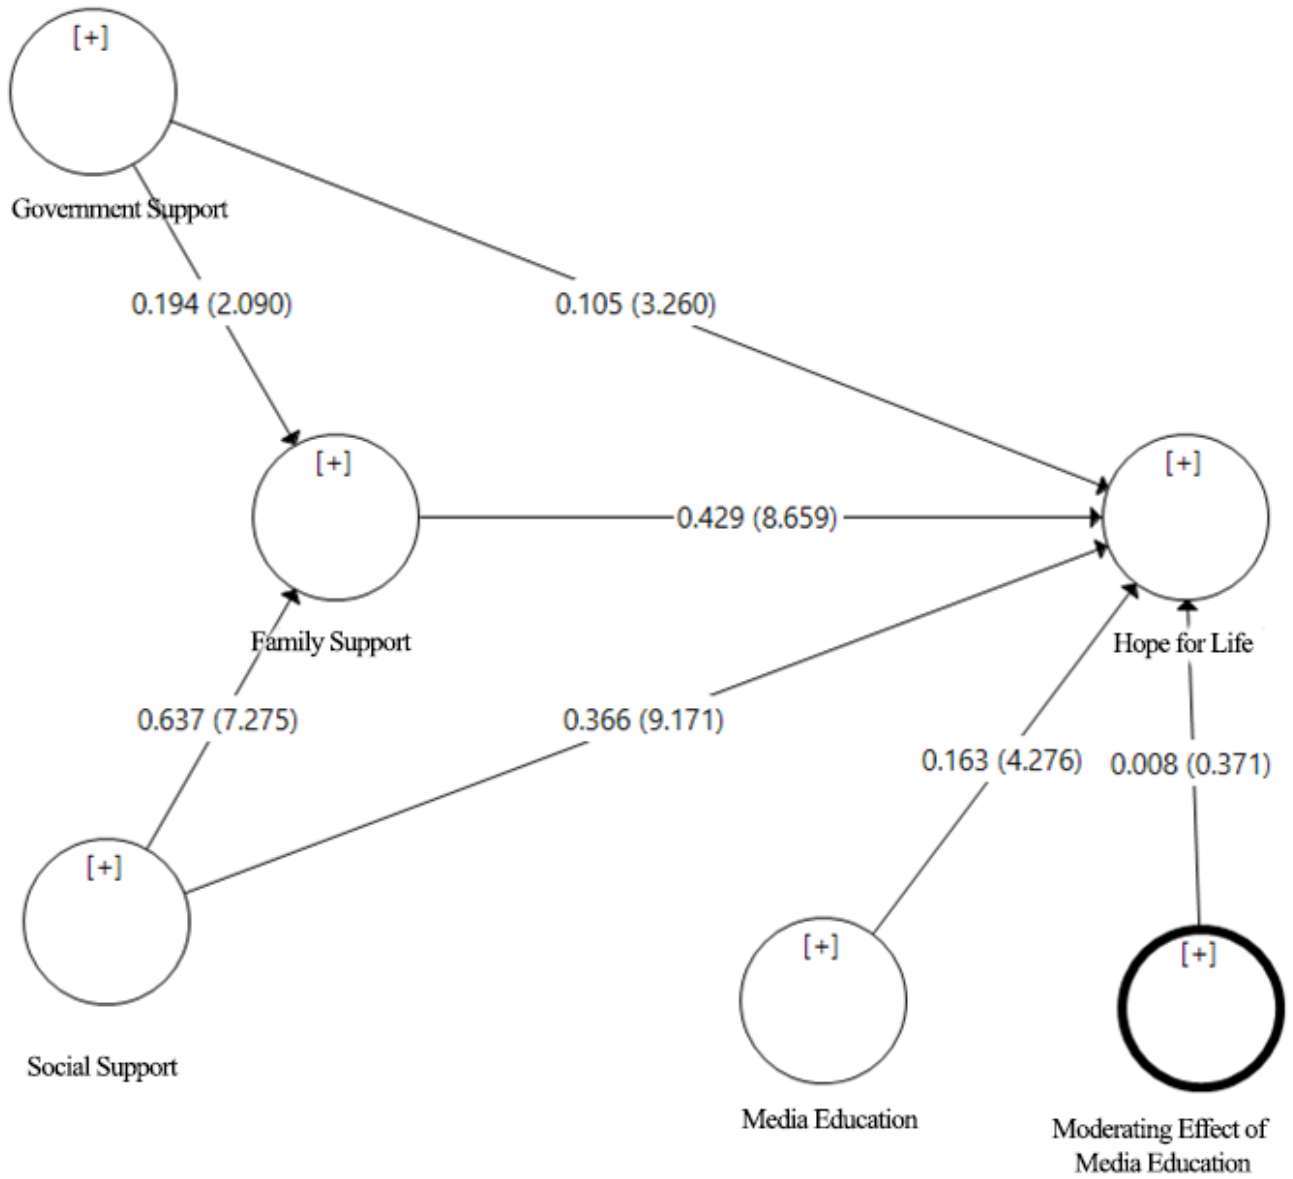 [+]
Government Support
0.194 (2.090)
0.105 (3.260)
[+]
[+]
0.429 (8.659)
Family Support
Hope for Life
0.637 (7.275)
0.366 (9.171)
0.163 (4.276)
0.008 (0.371)
[+]
[+]
[+]
Social Support
Media Education
Moderating Effect of
Media Education